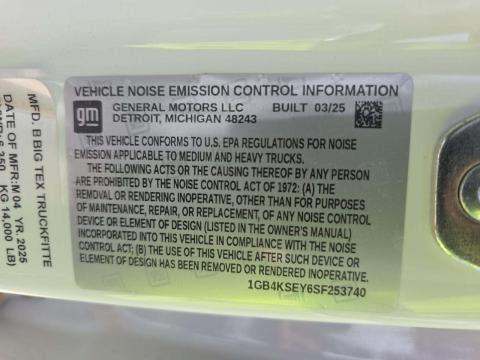 VEHICLE NOISE EMISSION CONTROL INFORMATION
gm
GENERAL MOTORS LLC BUILT 03/25
DETROIT, MICHIGAN 48243
THIS VEHICLE CONFORMS TO U.S. EPA REGULATIONS FOR NOISE
EMISSION APPLICABLE TO MEDIUM AND HEAVY TRUCKS.
THE FOLLOWING ACTS OR THE CAUSING THEREOF BY ANY PERSON
ARE PROHIBITED BY THE NOISE CONTROL ACT OF 1972: (A) THE
REMOVAL OR RENDERING INOPERATIVE, OTHER THAN FOR
PURPOSES OF MAINTENANCE, REPAIR, OR REPLACEMENT, OF ANY NOISE CONTROL
DEVICE OR ELEMENT OF DESIGN (LISTED IN THE OWNER'S MANUAL)
INCORPORATED INTO THIS VEHICLE IN COMPLIANCE WITH THE NOISE
CONTROL ACT: (B) THE USE OF THIS VEHICLE AFTER SUCH DEVICE OR
ELEMENT OF DESIGN HAS BEEN REMOVED OR RENDERED INOPERATIVE.
1GB4KSEY6SF253740
MFD. B BIG TEX TRUCKFITTE
DATE OF MFR:M04 YR.2025
KG 14,000 LB)